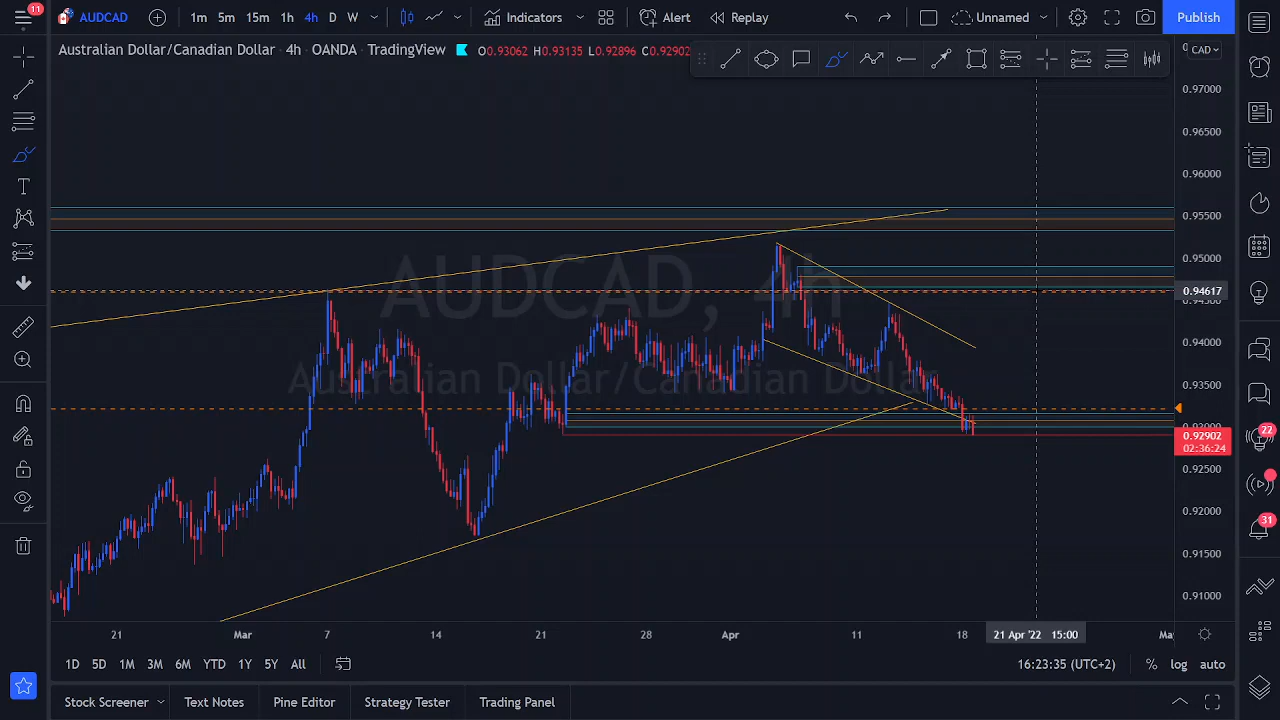 11
AUDCAD
1m 5m 15m 1h 4h D W
Indicators
Alert
Replay
Unnamed
Publish
Australian Dollar/Canadian Dollar · 4h · OANDA · TradingView
O0.93062 H0.93135 L0.92896 C0.92902
CAD
0.97000
0.96500
0.96000
0.95500
0.95000
0.94617
0.94000
0.93500
0.92902
02:36:24
0.92500
0.92000
0.91500
0.91000
AUDCAD, 4h
Australian Dollar/Canadian Dollar
21 Mar 7 14 21 28 Apr 11 18 21 Apr '22 15:00
1D 5D 1M 3M 6M YTD 1Y 5Y All
16:23:35 (UTC+2)
% log auto
Stock Screener
Text Notes
Pine Editor
Strategy Tester
Trading Panel
22
31